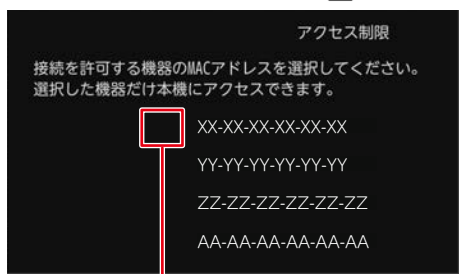 アクセス制限
接続を許可する機器のMACアドレスを選択してください。
選択した機器だけ本機にアクセスできます。
XX-XX-XX-XX-XX-XX
YY-YY-YY-YY-YY-YY
ZZ-ZZ-ZZ-ZZ-ZZ-ZZ
AA-AA-AA-AA-AA-AA